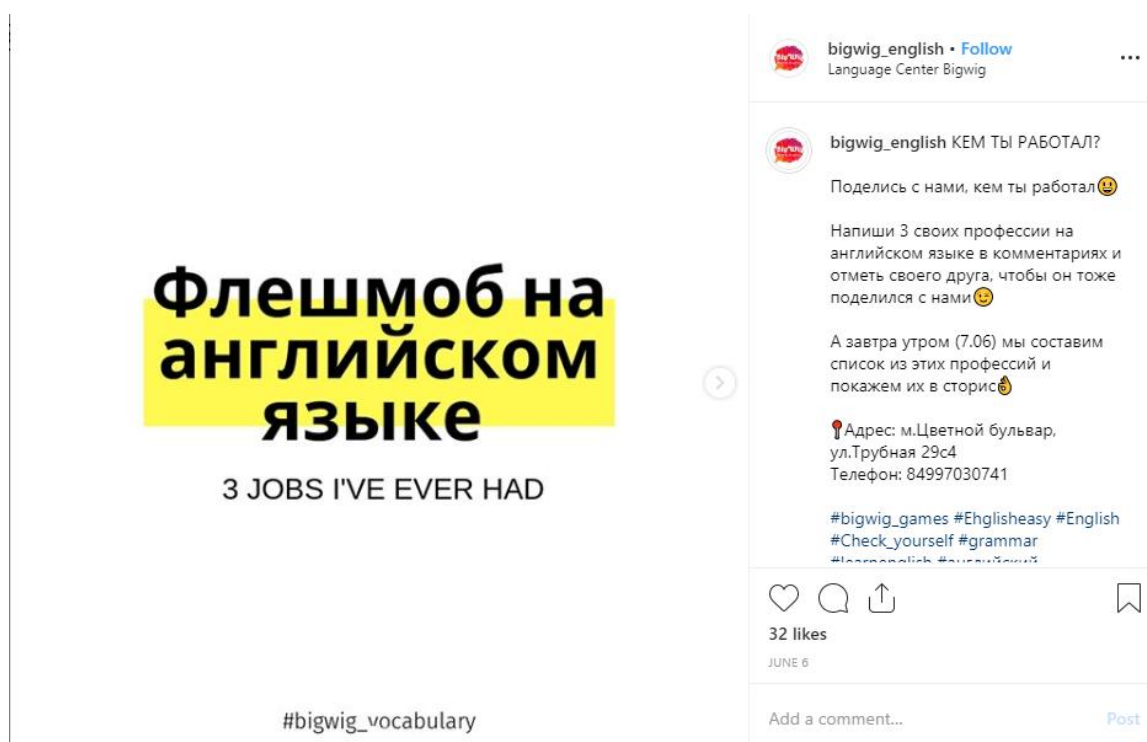 Флешмоб на
английском
языке
3 JOBS I'VE EVER HAD
#bigwig_vocabulary
bigwig_english • Follow
Language Center Bigwig
bigwig_english КЕМ ТЫ РАБОТАЛ?
Поделись с нами, кем ты работал😀
Напиши 3 своих профессии на
английском языке в комментариях и
отметь своего друга, чтобы он тоже
поделился с нами😉
А завтра утром (7.06) мы составим
список из этих профессий и
покажем их в сторис👌
📍Адрес: м.Цветной бульвар,
ул.Трубная 29с4
Телефон: 84997030741
#bigwig_games #Ehglisheasy #English
#Check_yourself #grammar
#learnenglish #английский
32 likes
JUNE 6
Add a comment...
Post